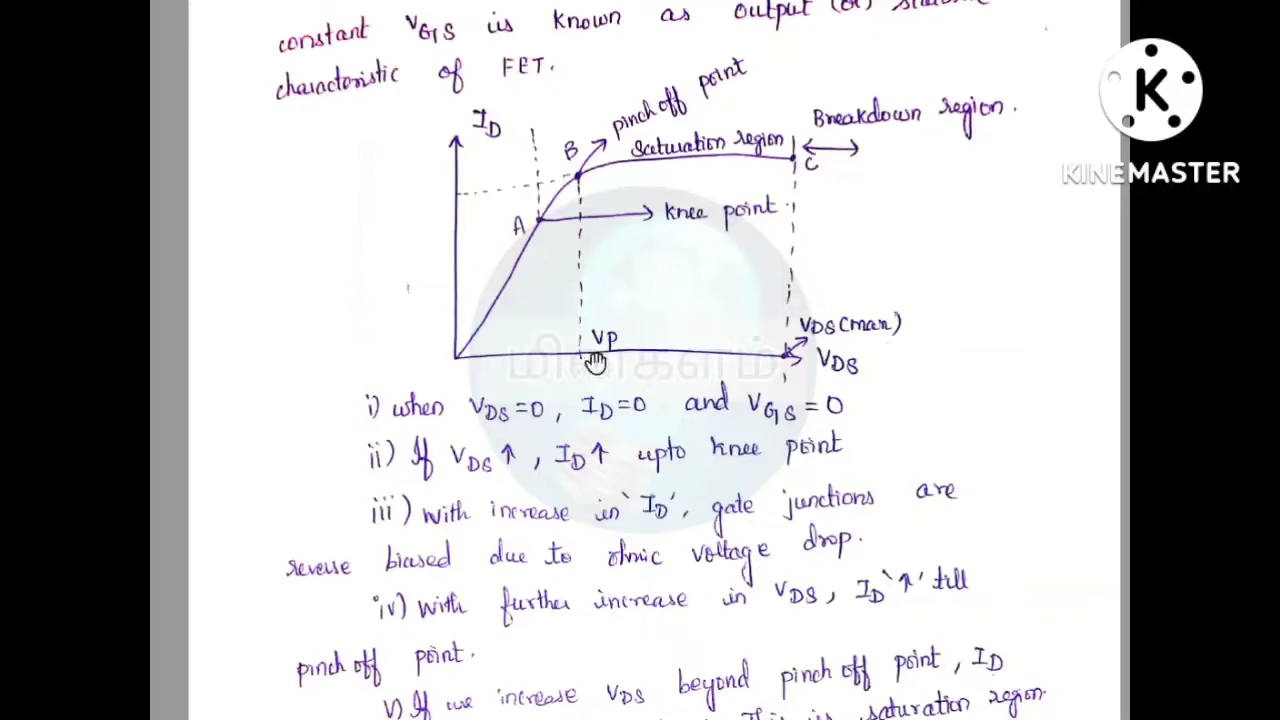 constant VGS is known as output (or)
characteristic of FET.
ID
pinch off point
B
saturation region
Breakdown region.
C
A
knee point
VP
VDS(max)
VDS
மின்களம்
i) when VDS=0, ID=0 and VGS=0
ii) If VDS↑, ID↑ upto knee point
iii) with increase in 'ID', gate junctions are
reverse biased due to ohmic voltage drop.
iv) with further increase in VDS, ID'↑' till
pinch off point.
v) If we increase VDS beyond pinch off point, ID
This is saturation region.
K
KINEMASTER